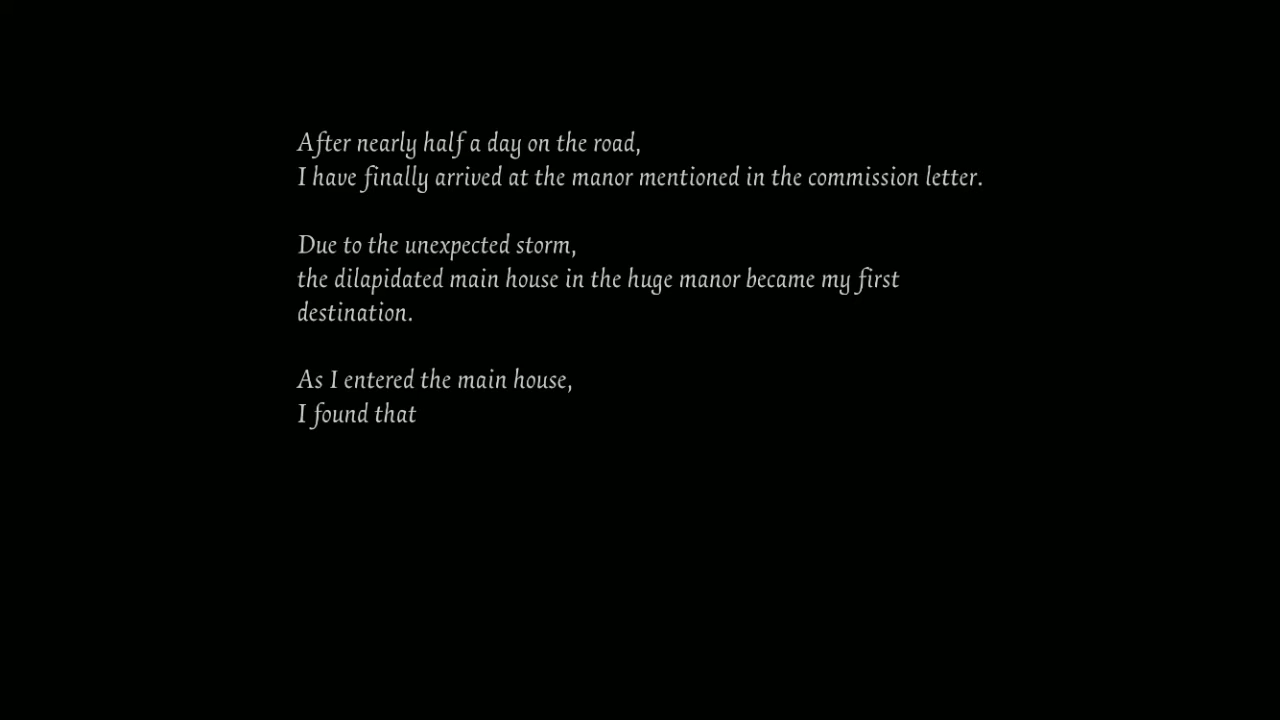 After nearly half a day on the road,
I have finally arrived at the manor mentioned in the commission letter.
Due to the unexpected storm,
the dilapidated main house in the huge manor became my first
destination.
As I entered the main house,
I found that